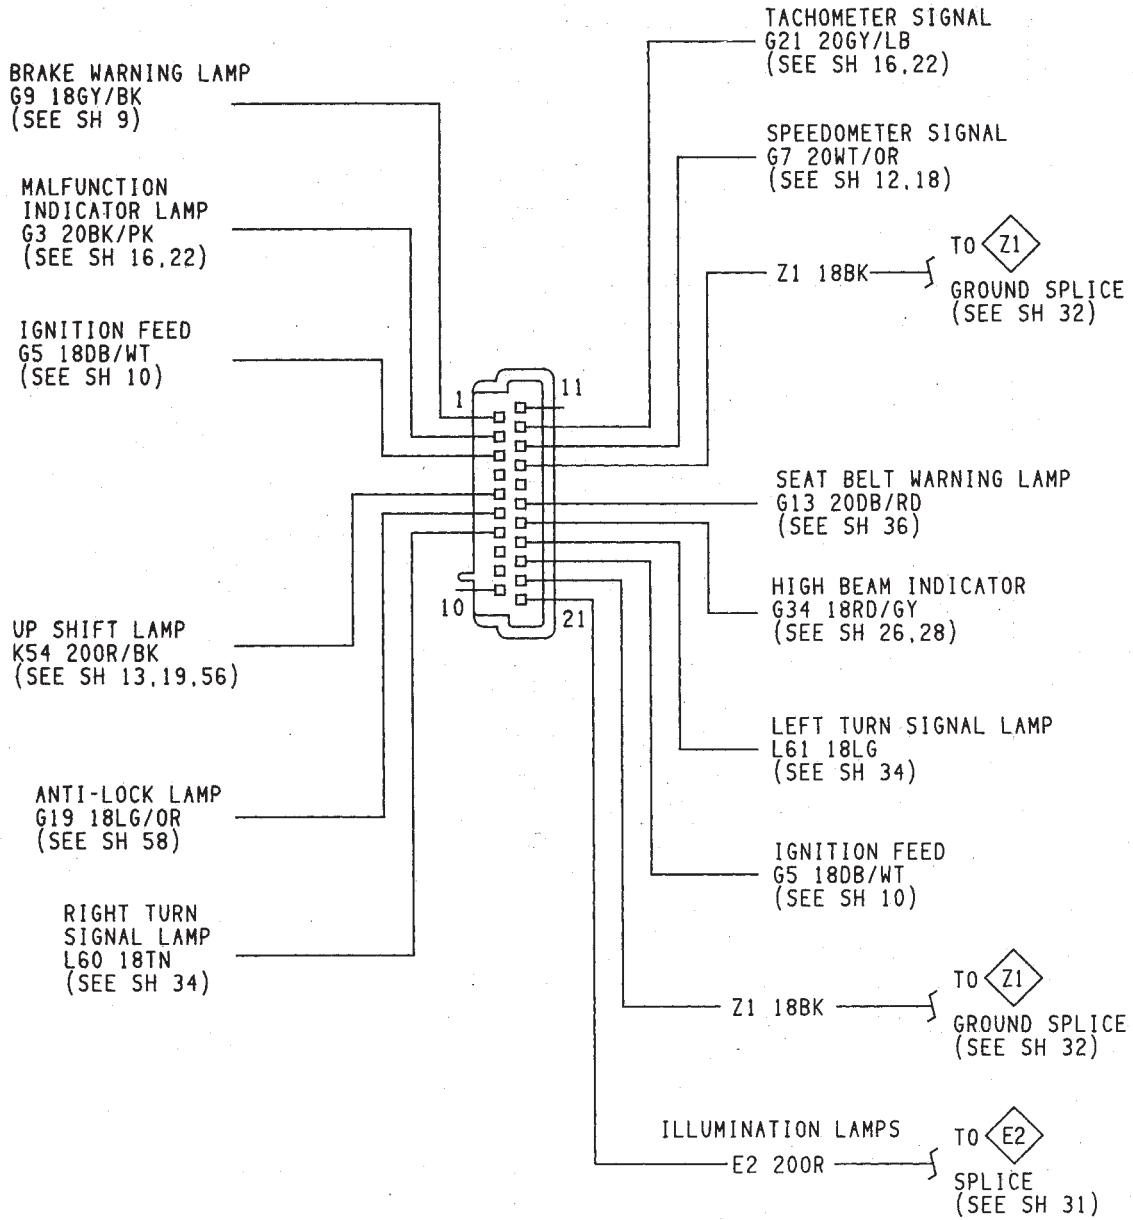 TACHOMETER SIGNAL
G21 20GY/LB
(SEE SH 16,22)
BRAKE WARNING LAMP
G9 18GY/BK
(SEE SH 9)
SPEEDOMETER SIGNAL
G7 20WT/OR
(SEE SH 12,18)
MALFUNCTION
INDICATOR LAMP
G3 20BK/PK
(SEE SH 16,22)
TO Z1
Z1 18BK
GROUND SPLICE
(SEE SH 32)
IGNITION FEED
G5 18DB/WT
(SEE SH 10)
1
11
10
21
SEAT BELT WARNING LAMP
G13 20DB/RD
(SEE SH 36)
HIGH BEAM INDICATOR
G34 18RD/GY
(SEE SH 26,28)
UP SHIFT LAMP
K54 20OR/BK
(SEE SH 13,19,56)
LEFT TURN SIGNAL LAMP
L61 18LG
(SEE SH 34)
ANTI-LOCK LAMP
G19 18LG/OR
(SEE SH 58)
IGNITION FEED
G5 18DB/WT
(SEE SH 10)
RIGHT TURN
SIGNAL LAMP
L60 18TN
(SEE SH 34)
TO Z1
Z1 18BK
GROUND SPLICE
(SEE SH 32)
ILLUMINATION LAMPS
TO E2
E2 20OR
SPLICE
(SEE SH 31)